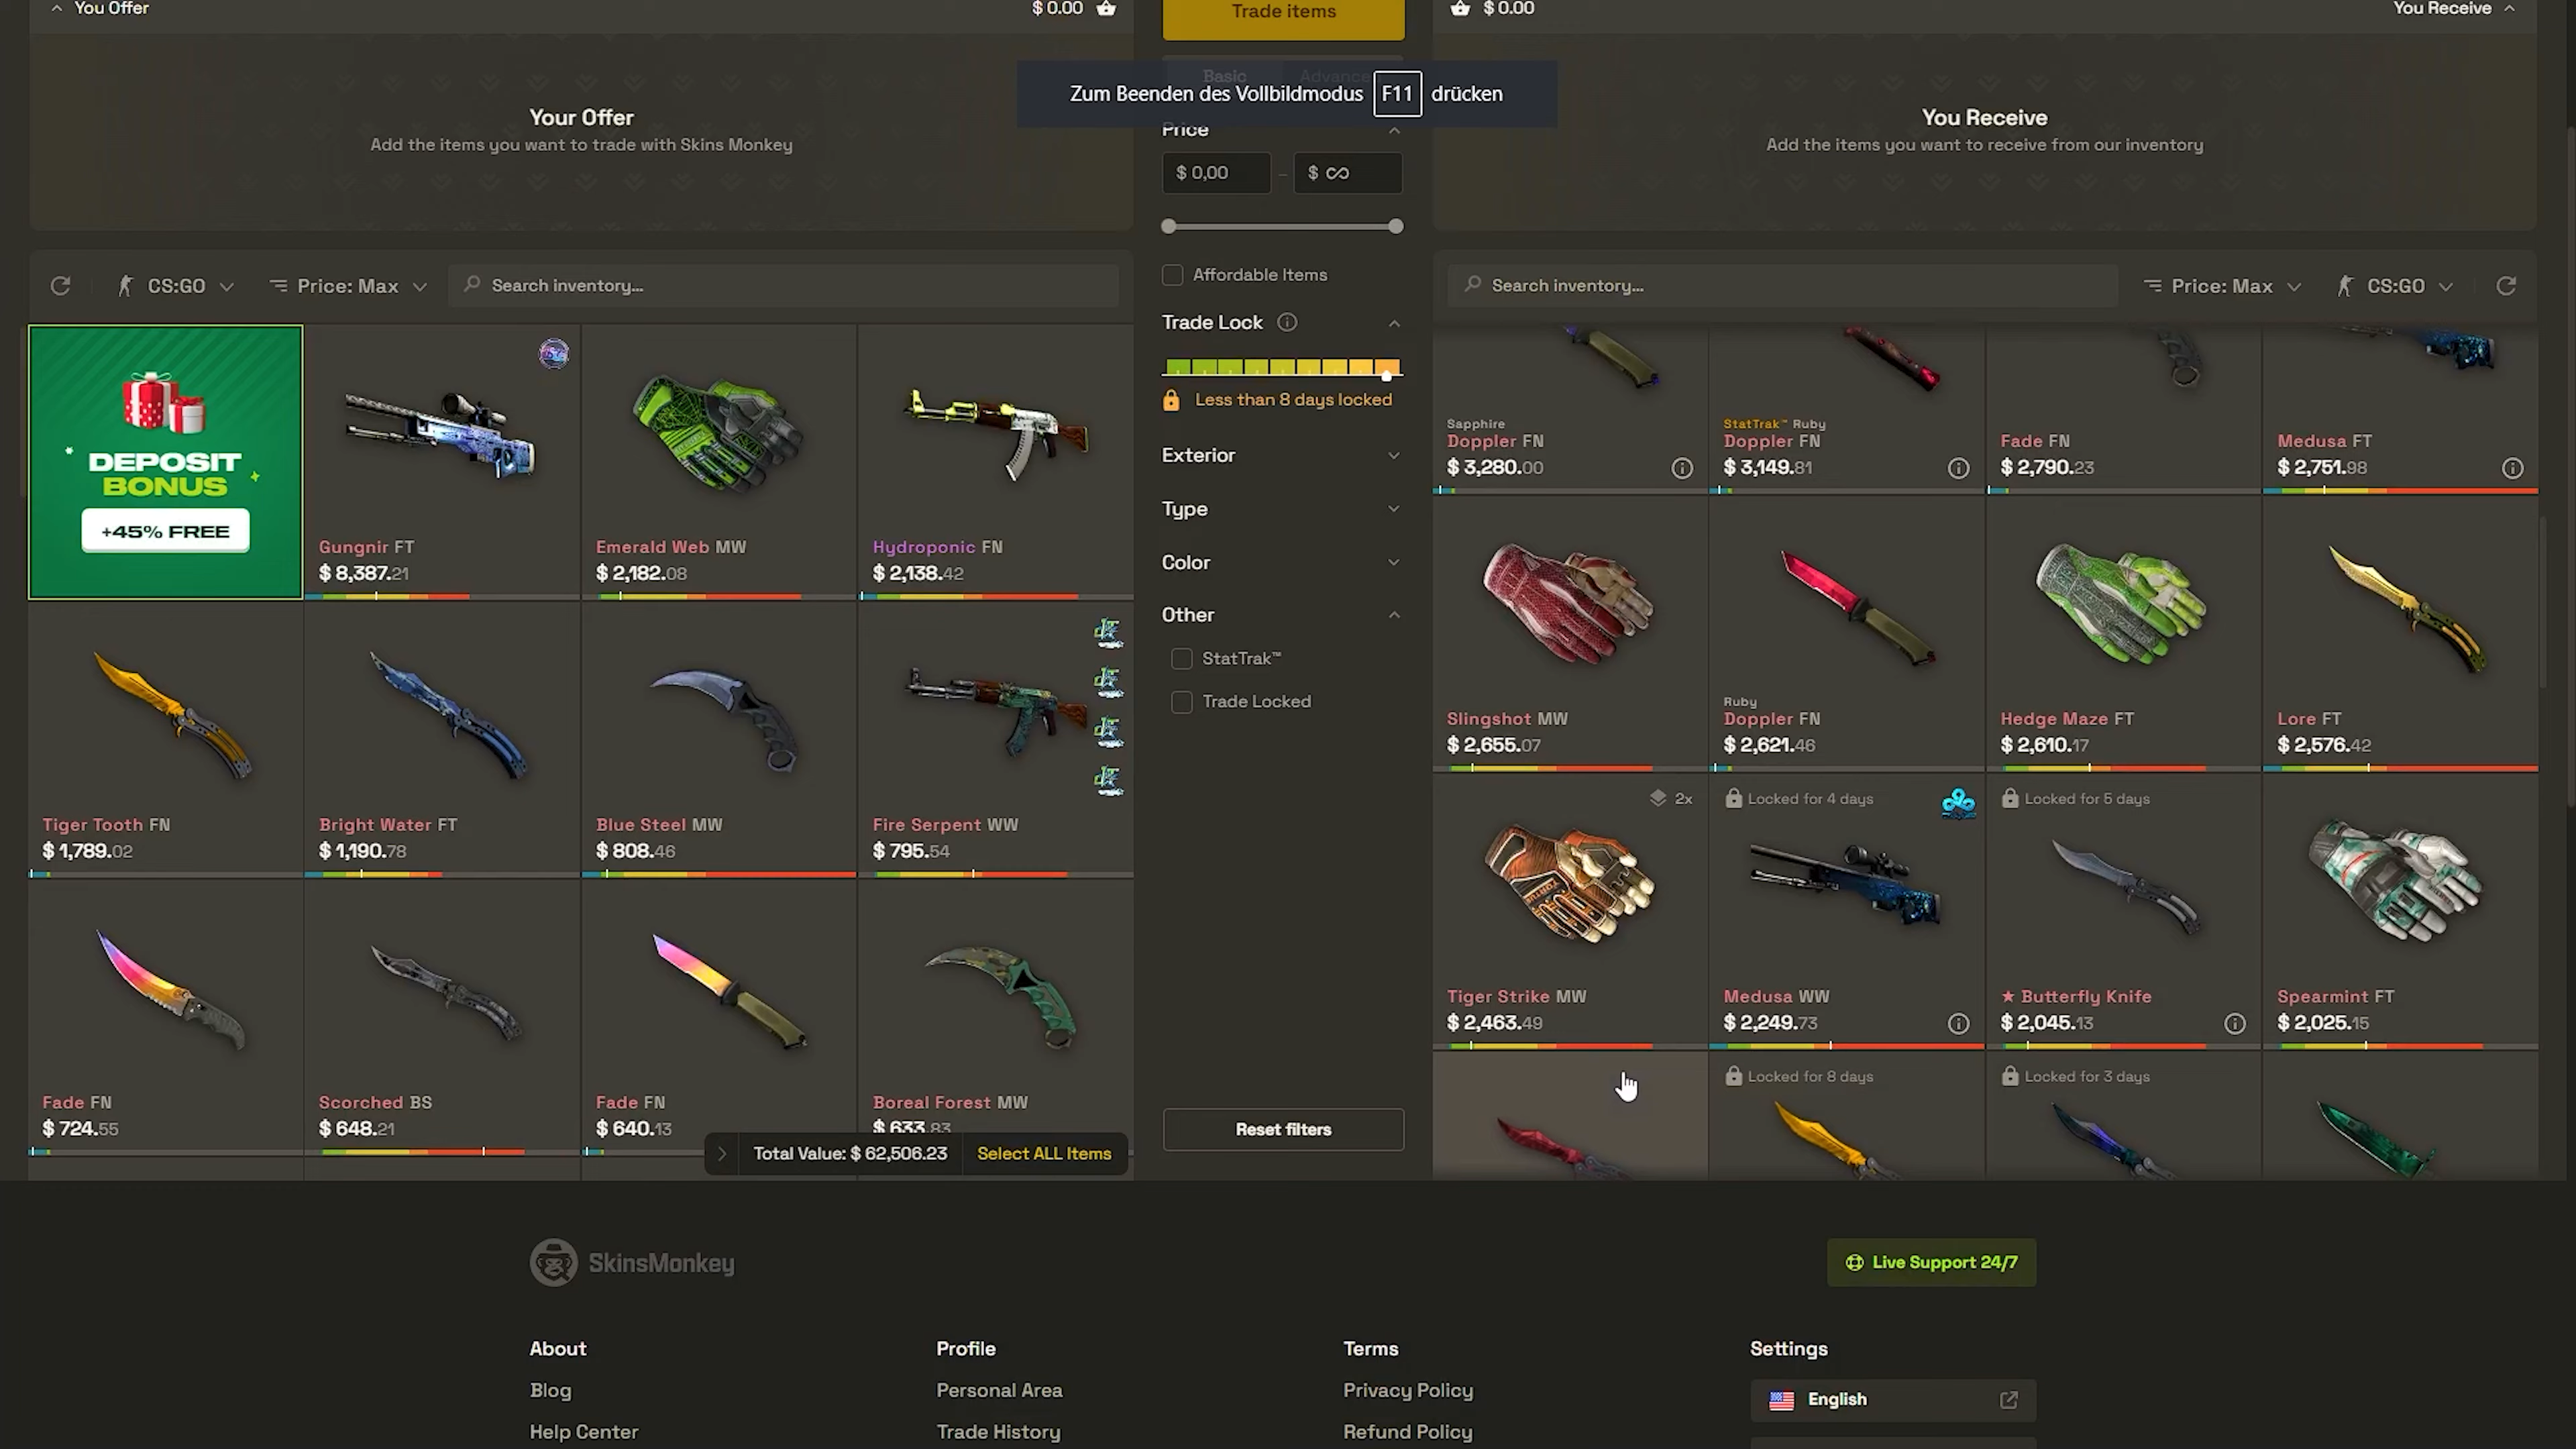 You Offer
$ 0.00
Trade items
$ 0.00
You Receive
Basic
Advance
Zum Beenden des Vollbildmodus F11 drücken
Your Offer
Add the items you want to trade with Skins Monkey
You Receive
Add the items you want to receive from our inventory
Price
$ 0,00
–
$ ∞
CS:GO
Price: Max
Search inventory...
Affordable Items
Search inventory...
Price: Max
CS:GO
Trade Lock
Less than 8 days locked
Exterior
Type
Color
Other
StatTrak™
Trade Locked
Reset filters
DEPOSIT
BONUS
+45% FREE
Gungnir FT
$ 8,387.21
Emerald Web MW
$ 2,182.08
Hydroponic FN
$ 2,138.42
Tiger Tooth FN
$ 1,789.02
Bright Water FT
$ 1,190.78
Blue Steel MW
$ 808.46
Fire Serpent WW
$ 795.54
Fade FN
$ 724.55
Scorched BS
$ 648.21
Fade FN
$ 640.13
Boreal Forest MW
$ 633.83
Total Value: $ 62,506.23
Select ALL Items
Sapphire
Doppler FN
$ 3,280.00
StatTrak™ Ruby
Doppler FN
$ 3,149.81
Fade FN
$ 2,790.23
Medusa FT
$ 2,751.98
Slingshot MW
$ 2,655.07
Ruby
Doppler FN
$ 2,621.46
Hedge Maze FT
$ 2,610.17
Lore FT
$ 2,576.42
2x
Tiger Strike MW
$ 2,463.49
Locked for 4 days
Medusa WW
$ 2,249.73
Locked for 5 days
★ Butterfly Knife
$ 2,045.13
Spearmint FT
$ 2,025.15
Locked for 8 days
Locked for 3 days
SkinsMonkey
Live Support 24/7
About
Blog
Help Center
Profile
Personal Area
Trade History
Terms
Privacy Policy
Refund Policy
Settings
English